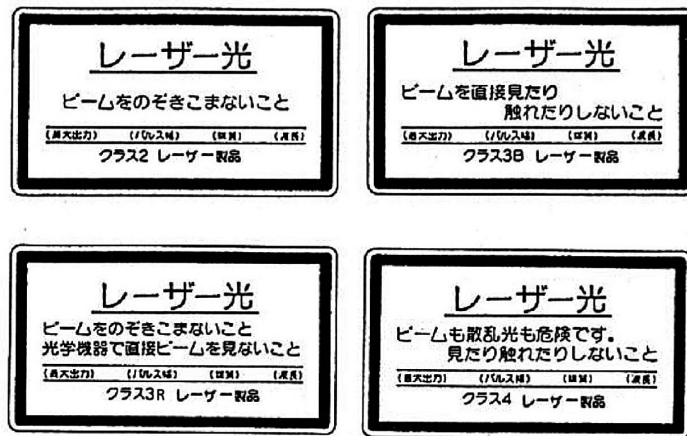 レーザー光
ビームをのぞきこまないこと
(最大出力) (パルス幅) (媒質) (波長)
クラス2 レーザー製品
レーザー光
ビームを直接見たり
触れたりしないこと
(最大出力) (パルス幅) (媒質) (波長)
クラス3B レーザー製品
レーザー光
ビームをのぞきこまないこと
光学機器で直接ビームを見ないこと
(最大出力) (パルス幅) (媒質) (波長)
クラス3R レーザー製品
レーザー光
ビームも散乱光も危険です。
見たり触れたりしないこと
(最大出力) (パルス幅) (媒質) (波長)
クラス4 レーザー製品